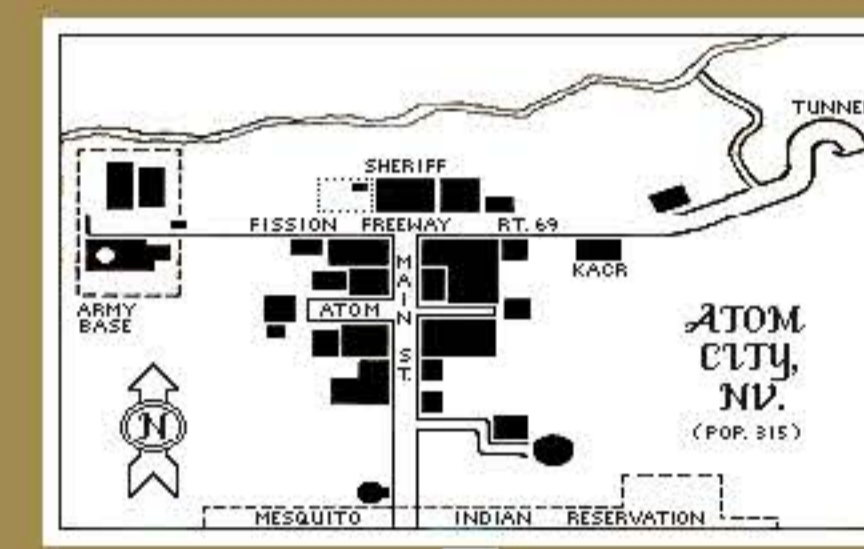 TUNNEL
SHERIFF
FISSION FREEWAY RT. 69
MAIN ST.
KACR
ATOM
ARMY
BASE
ATOM
CITY,
NV.
(POP. 315)
N
MESQUITO INDIAN RESERVATION